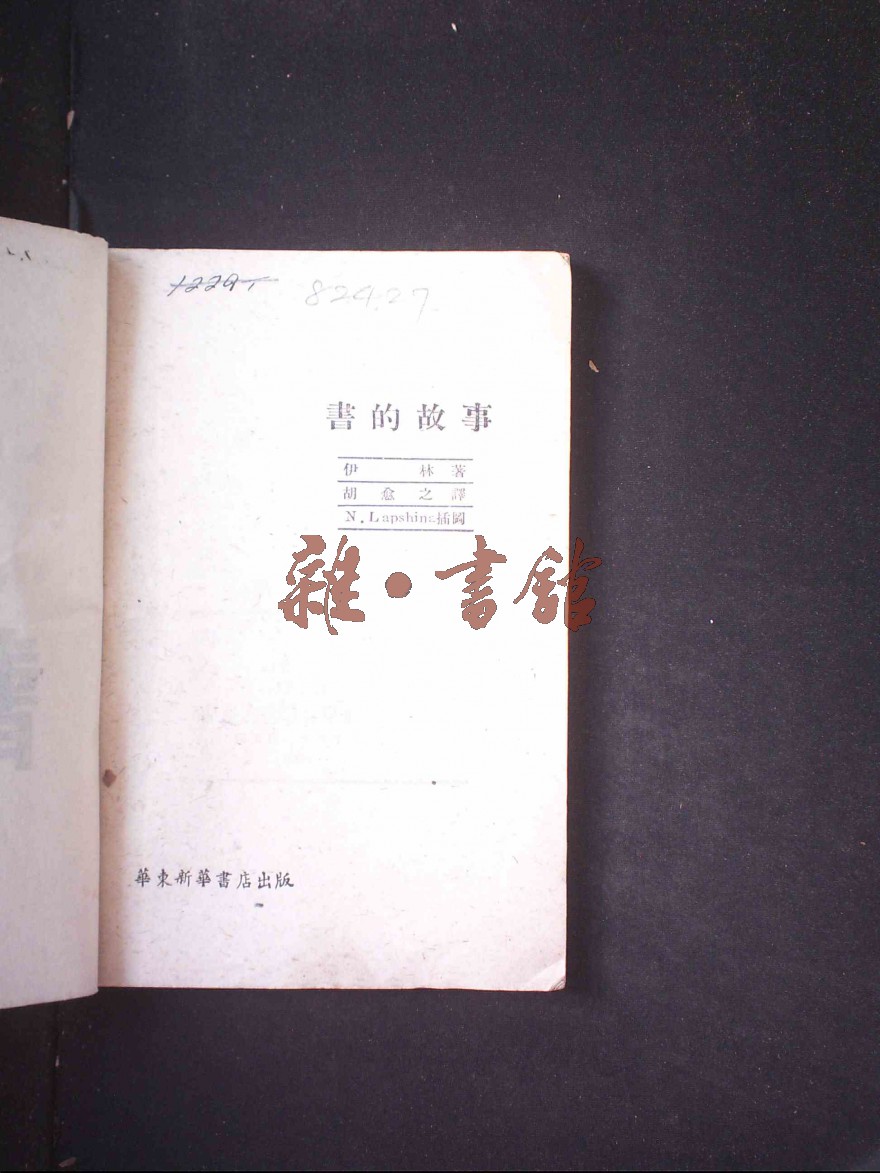 1229
824.27
書的故事
伊林著
胡愈之譯
N. Lapshin插圖
雜·書館
華東新華書店出版